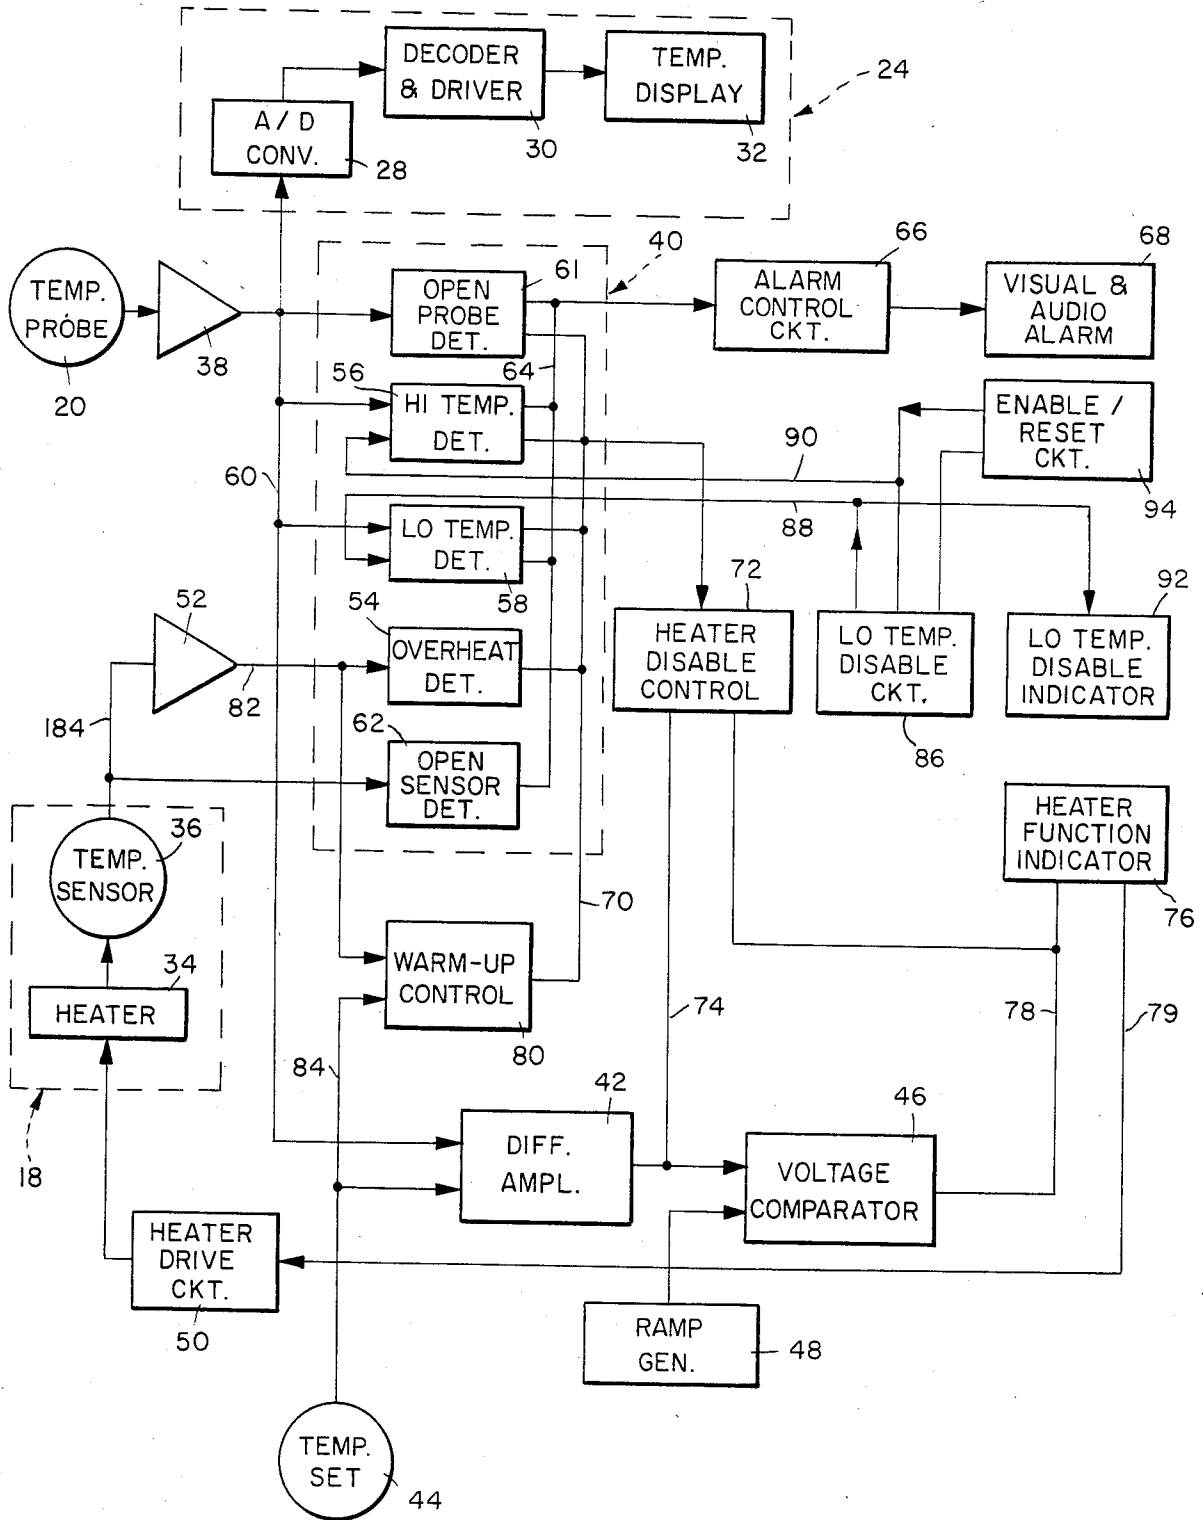 DECODER
& DRIVER
30
TEMP.
DISPLAY
32
24
A/D
CONV.
28
TEMP.
PROBE
20
38
40
OPEN
PROBE
DET.
61
64
ALARM
CONTROL
CKT.
66
VISUAL &
AUDIO
ALARM
68
56
HI TEMP.
DET.
90
ENABLE /
RESET
CKT.
94
60
88
LO TEMP.
DET.
58
52
82
184
54
OVERHEAT
DET.
72
HEATER
DISABLE
CONTROL
LO TEMP.
DISABLE
CKT.
86
92
LO TEMP.
DISABLE
INDICATOR
62
OPEN
SENSOR
DET.
36
TEMP.
SENSOR
HEATER
FUNCTION
INDICATOR
76
70
34
HEATER
18
WARM-UP
CONTROL
80
74
78
79
84
42
DIFF.
AMPL.
46
VOLTAGE
COMPARATOR
HEATER
DRIVE
CKT.
50
RAMP
GEN.
48
TEMP.
SET
44